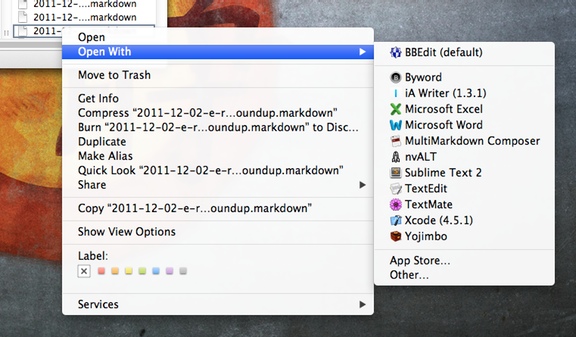 2011-12-....markdown
2011-12-....markdown
Open
Open With
Move to Trash
Get Info
Compress “2011-12-02-e-r...oundup.markdown”
Burn “2011-12-02-e-r...oundup.markdown” to Disc...
Duplicate
Make Alias
Quick Look “2011-12-02-e-r...oundup.markdown”
Share
Copy “2011-12-02-e-r...oundup.markdown”
Show View Options
Label:
Services
BBEdit (default)
Byword
iA Writer (1.3.1)
Microsoft Excel
Microsoft Word
MultiMarkdown Composer
nvALT
Sublime Text 2
TextEdit
TextMate
Xcode (4.5.1)
Yojimbo
App Store...
Other...